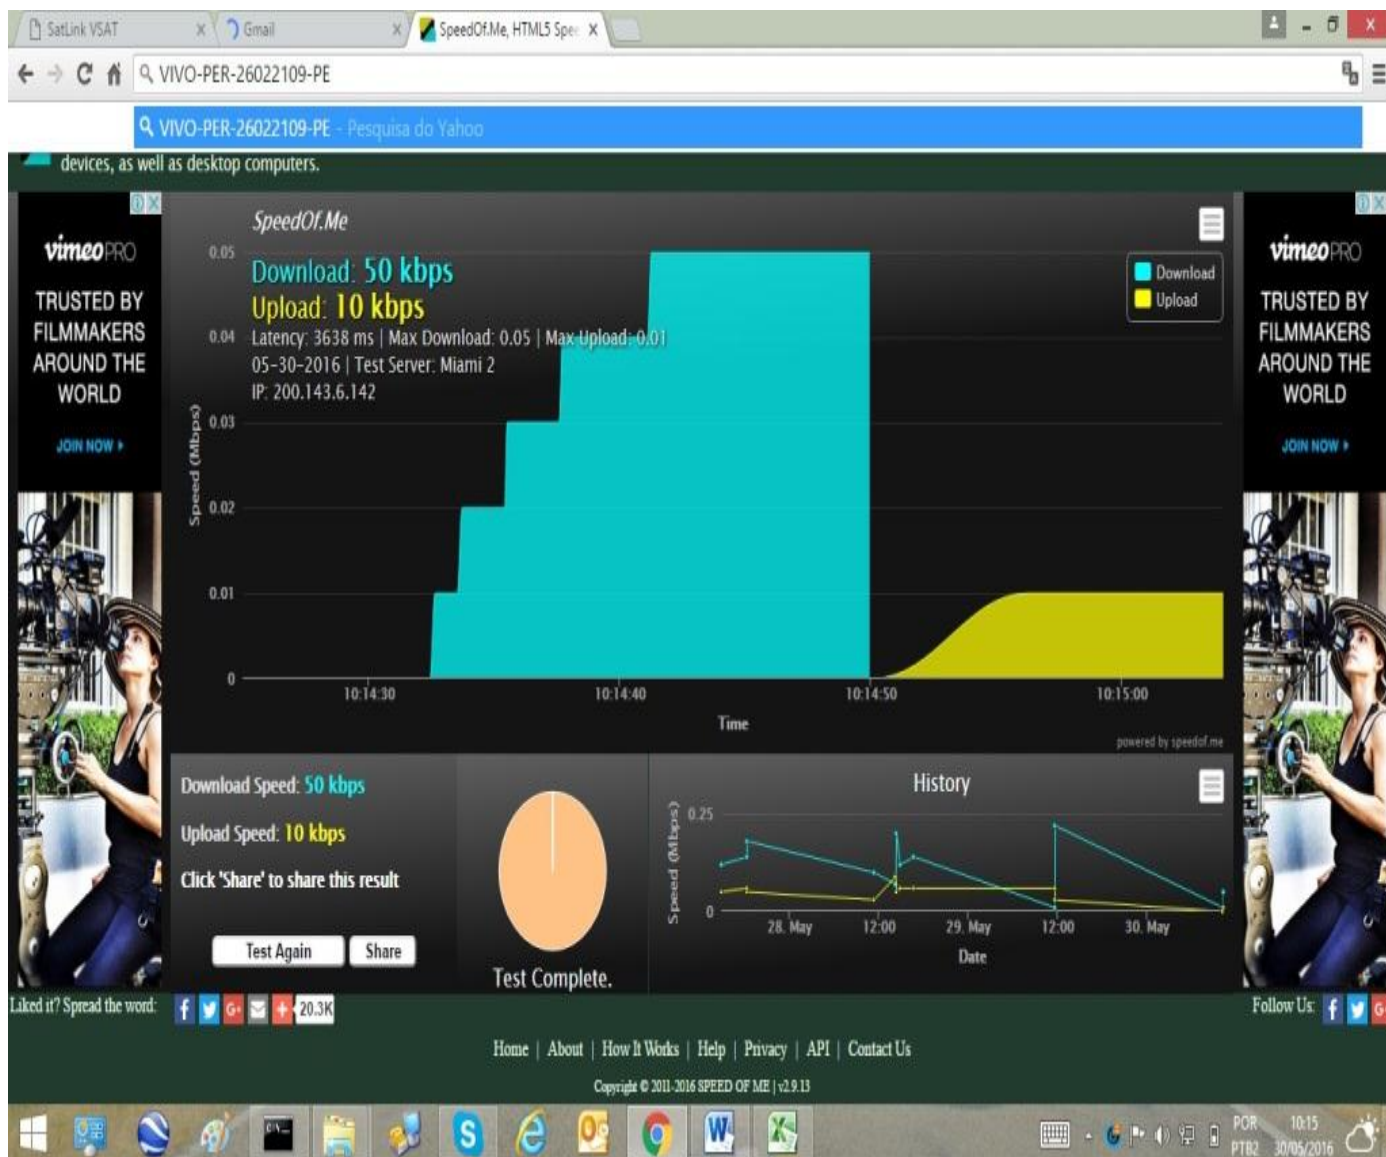 SatLink VSAT
Gmail
SpeedOf.Me, HTML5 Spee
VIVO-PER-26022109-PE
VIVO-PER-26022109-PE - Pesquisa do Yahoo
devices, as well as desktop computers.
vimeo PRO
TRUSTED BY
FILMMAKERS
AROUND THE
WORLD
JOIN NOW
SpeedOf.Me
Download: 50 kbps
Upload: 10 kbps
Latency: 3638 ms | Max Download: 0.05 | Max Upload: 0.01
05-30-2016 | Test Server: Miami 2
IP: 200.143.6.142
Download
Upload
Speed (Mbps)
0.05
0.04
0.03
0.02
0.01
0
10:14:30 10:14:40 10:14:50 10:15:00
Time
powered by speedof.me
vimeo PRO
TRUSTED BY
FILMMAKERS
AROUND THE
WORLD
JOIN NOW
Download Speed: 50 kbps
Upload Speed: 10 kbps
Click 'Share' to share this result
Test Again Share
Test Complete.
History
Speed (Mbps)
0.25
0
28. May 12:00 29. May 12:00 30. May
Date
Liked it? Spread the word:
20.3K
Follow Us:
Home | About | How It Works | Help | Privacy | API | Contact Us
Copyright © 2011-2016 SPEED OF ME | v2.9.13
POR 10:15
PTB2 30/05/2016